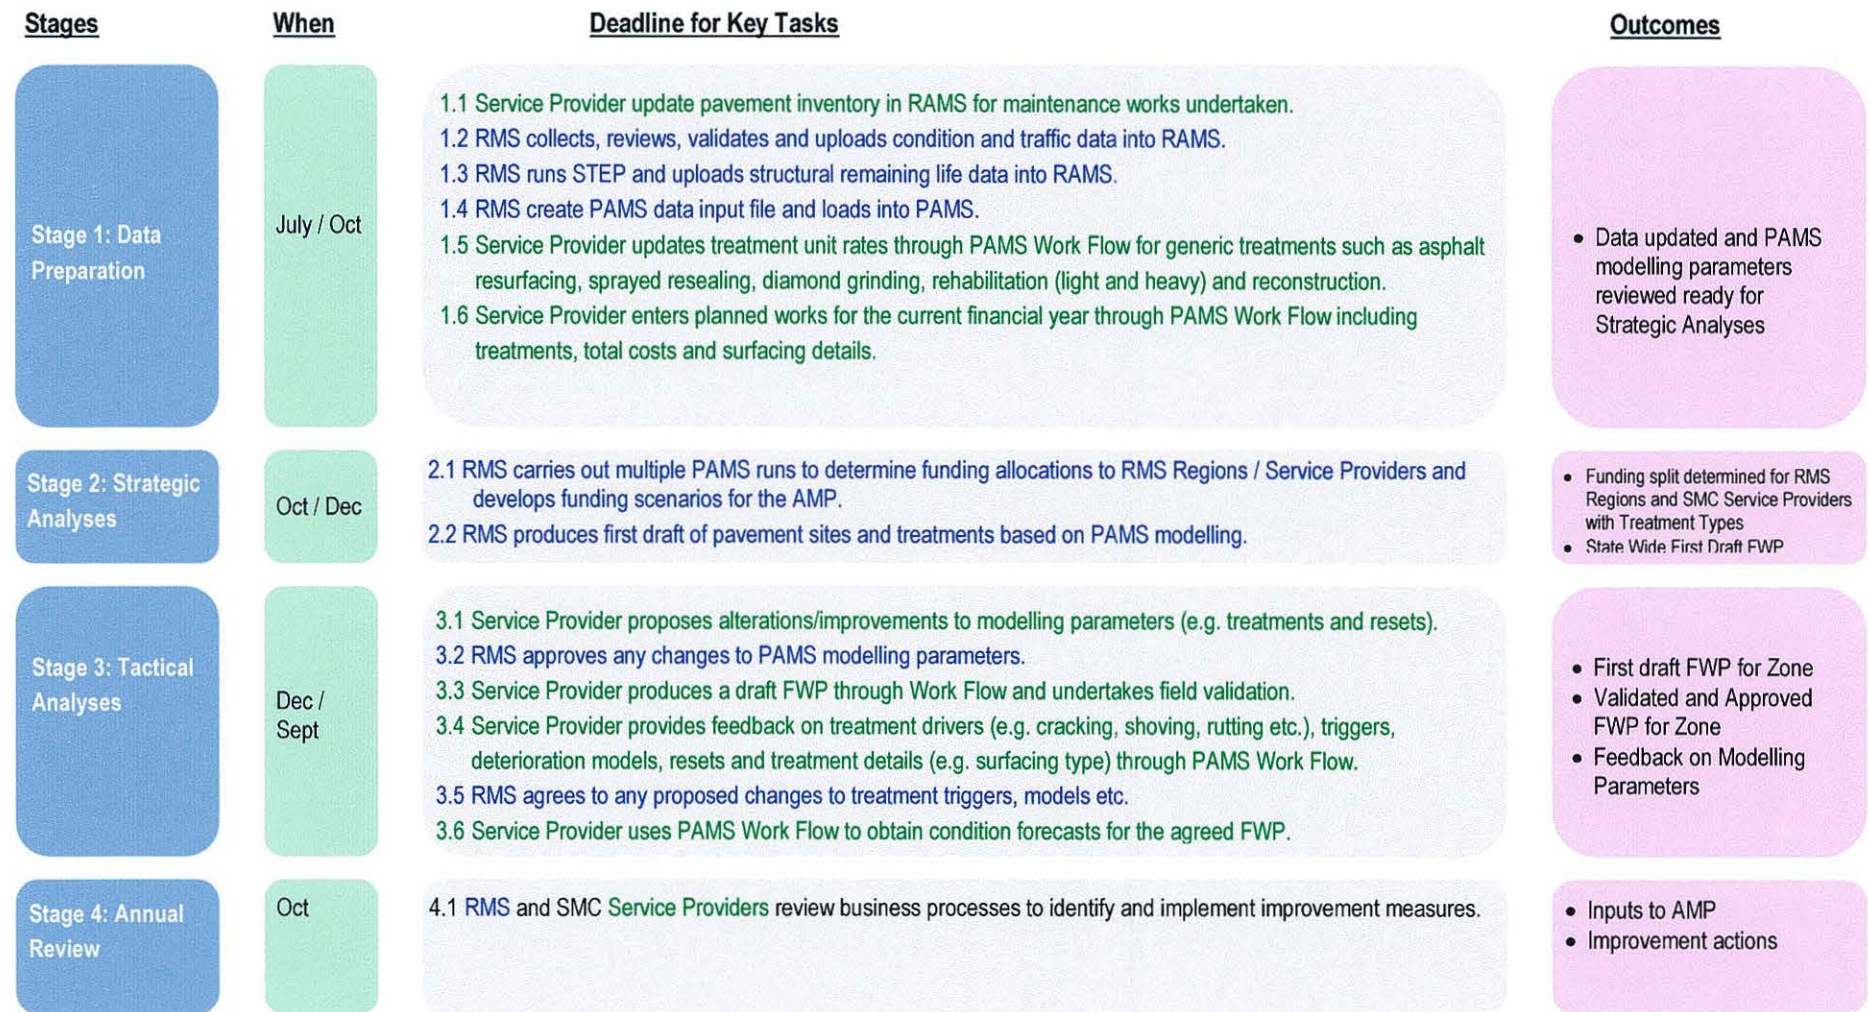 Stages
When
Deadline for Key Tasks
Outcomes
Stage 1: Data
Preparation
July / Oct
1.1 Service Provider update pavement inventory in RAMS for maintenance works undertaken.
1.2 RMS collects, reviews, validates and uploads condition and traffic data into RAMS.
1.3 RMS runs STEP and uploads structural remaining life data into RAMS.
1.4 RMS create PAMS data input file and loads into PAMS.
1.5 Service Provider updates treatment unit rates through PAMS Work Flow for generic treatments such as asphalt
resurfacing, sprayed resealing, diamond grinding, rehabilitation (light and heavy) and reconstruction.
1.6 Service Provider enters planned works for the current financial year through PAMS Work Flow including
treatments, total costs and surfacing details.
• Data updated and PAMS
modelling parameters
reviewed ready for
Strategic Analyses
Stage 2: Strategic
Analyses
Oct / Dec
2.1 RMS carries out multiple PAMS runs to determine funding allocations to RMS Regions / Service Providers and
develops funding scenarios for the AMP.
2.2 RMS produces first draft of pavement sites and treatments based on PAMS modelling.
• Funding split determined for RMS
Regions and SMC Service Providers
with Treatment Types
• State Wide First Draft FWP
Stage 3: Tactical
Analyses
Dec /
Sept
3.1 Service Provider proposes alterations/improvements to modelling parameters (e.g. treatments and resets).
3.2 RMS approves any changes to PAMS modelling parameters.
3.3 Service Provider produces a draft FWP through Work Flow and undertakes field validation.
3.4 Service Provider provides feedback on treatment drivers (e.g. cracking, shoving, rutting etc.), triggers,
deterioration models, resets and treatment details (e.g. surfacing type) through PAMS Work Flow.
3.5 RMS agrees to any proposed changes to treatment triggers, models etc.
3.6 Service Provider uses PAMS Work Flow to obtain condition forecasts for the agreed FWP.
• First draft FWP for Zone
• Validated and Approved
FWP for Zone
• Feedback on Modelling
Parameters
Stage 4: Annual
Review
Oct
4.1 RMS and SMC Service Providers review business processes to identify and implement improvement measures.
• Inputs to AMP
• Improvement actions